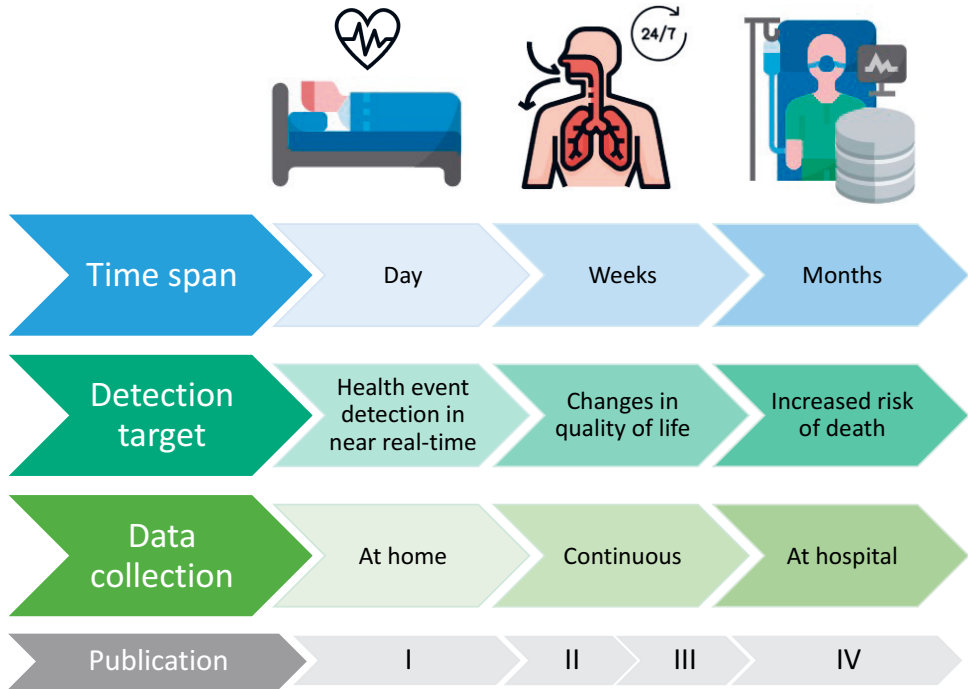 24/7
Time span
Day
Weeks
Months
Detection
target
Health event
detection in
near real-time
Changes in
quality of life
Increased risk
of death
Data
collection
At home
Continuous
At hospital
Publication
I
II
III
IV